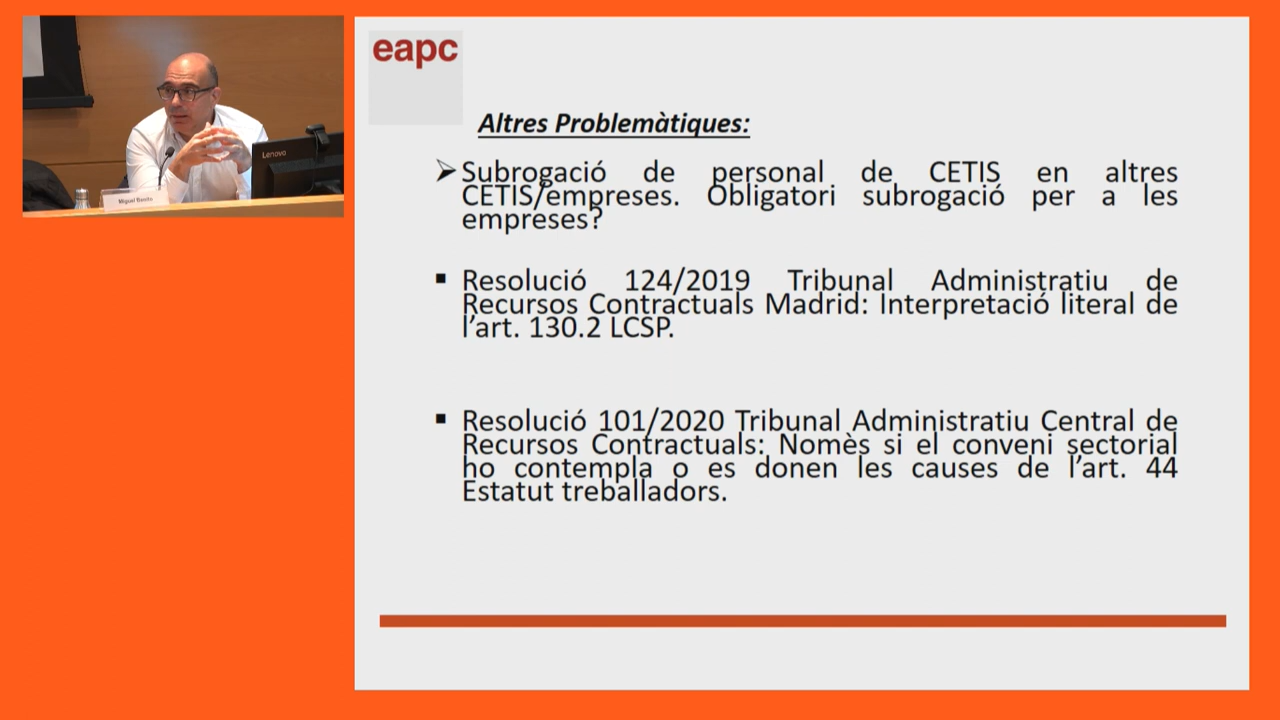 Lenovo
Miguel Benito
eapc
Altres Problemàtiques:
Subrogació de personal de CETIS en altres
CETIS/empreses. Obligatori subrogació per a les
empreses?
Resolució 124/2019 Tribunal Administratiu de
Recursos Contractuals Madrid: Interpretació literal de
l’art. 130.2 LCSP.
Resolució 101/2020 Tribunal Administratiu Central de
Recursos Contractuals: Nomès si el conveni sectorial
ho contempla o es donen les causes de l’art. 44
Estatut treballadors.